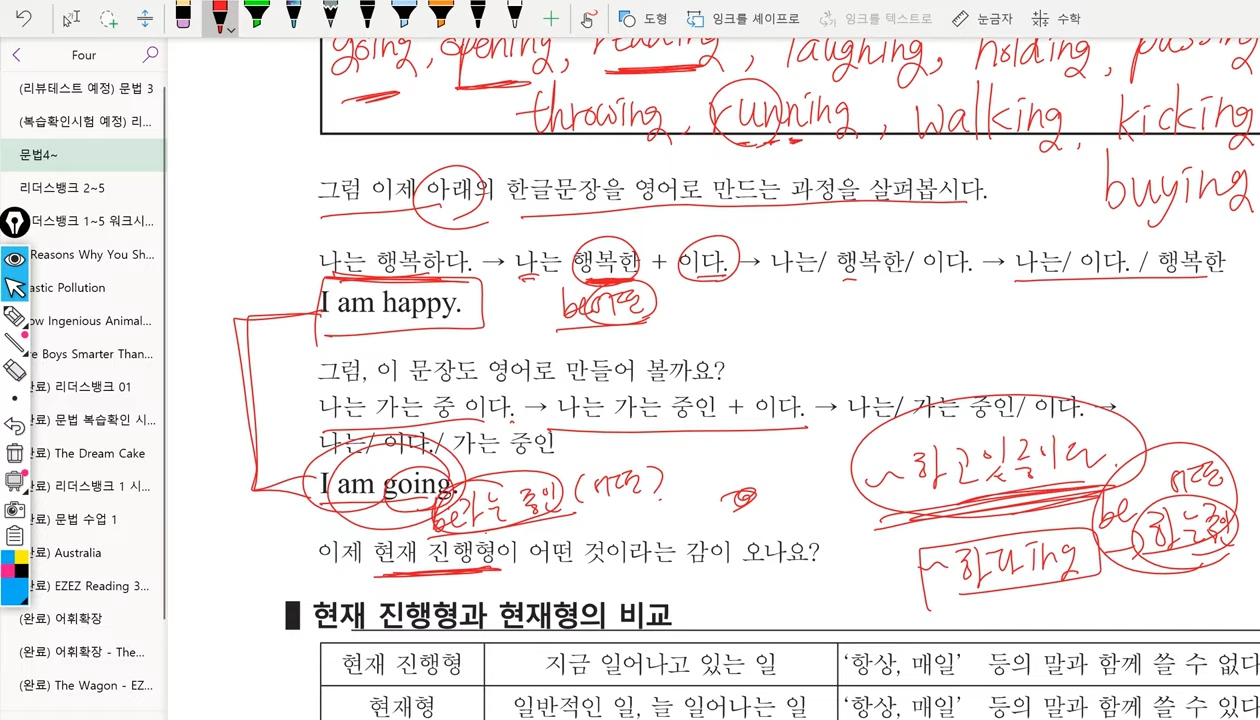 도형
잉크를 셰이프로
잉크를 텍스트로
눈금자
수학
Four
(리뷰테스트 예정) 문법 3
(복습확인시험 예정) 리...
문법4~
리더스뱅크 2~5
더스뱅크 1~5 워크시
Reasons Why You Sh...
astic Pollution
ow Ingenious Animal...
re Boys Smarter Than...
료) 리더스뱅크 01
료) 문법 복습확인 시...
료) The Dream Cake
료) 리더스뱅크 1 시...
료) 문법 수업 1
료) Australia
료) EZEZ Reading 3...
료) 어휘확장
(완료) 어휘확장 - The...
(완료) The Wagon - EZ...
going, opening, reading, laughing, holding, passing
throwing, running, walking, kicking
buying
그럼 이제 아래의 한글문장을 영어로 만드는 과정을 살펴봅시다.
나는 행복하다. → 나는 행복한 + 이다. → 나는/ 행복한/ 이다. → 나는/ 이다. / 행복한
I am happy.
be 어떤
그럼, 이 문장도 영어로 만들어 볼까요?
나는 가는 중 이다. → 나는 가는 중인 + 이다. → 나는/ 가는 중인/ 이다. →
나는/ 이다./ 가는 중인
~하고있는중이다.
I am going.
be 하는 중인 (어떤?
어떤
be 하는중인
~하다 ing
이제 현재 진행형이 어떤 것이라는 감이 오나요?
현재 진행형과 현재형의 비교
현재 진행형 지금 일어나고 있는 일 ‘항상, 매일’ 등의 말과 함께 쓸 수 없다
현재형 일반적인 일, 늘 일어나는 일 ‘항상, 매일’ 등의 말과 함께 쓸 수 있다